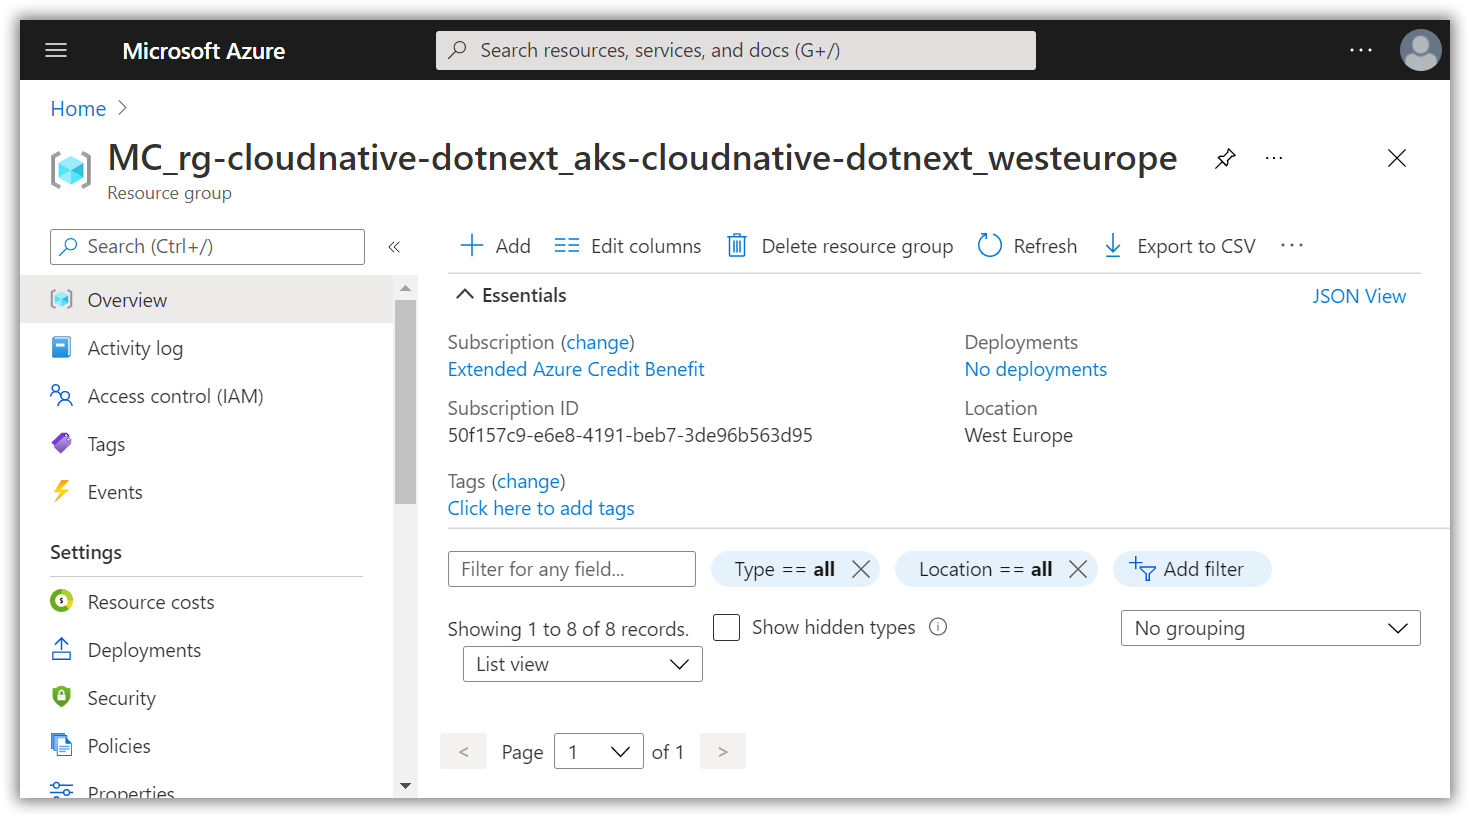 Microsoft Azure
Search resources, services, and docs (G+/)
Home
MC_rg-cloudnative-dotnext_aks-cloudnative-dotnext_westeurope
Resource group
Search (Ctrl+/)
Overview
Activity log
Access control (IAM)
Tags
Events
Settings
Resource costs
Deployments
Security
Policies
Properties
Add
Edit columns
Delete resource group
Refresh
Export to CSV
Essentials
JSON View
Subscription (change)
Extended Azure Credit Benefit
Subscription ID
50f157c9-e6e8-4191-beb7-3de96b563d95
Tags (change)
Click here to add tags
Deployments
No deployments
Location
West Europe
Filter for any field...
Type == all
Location == all
Add filter
Showing 1 to 8 of 8 records.
Show hidden types
No grouping
List view
< Page 1 of 1 >